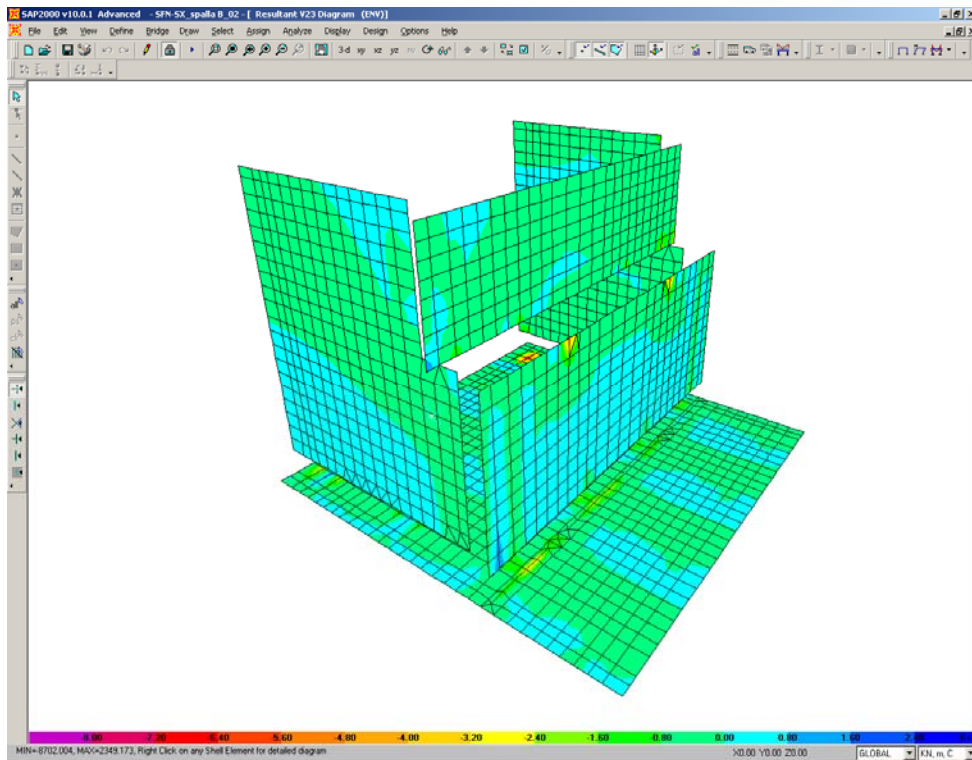 SAP2000 v10.0.1 Advanced - SFN-SX_spalla B_02 - [ Resultant V23 Diagram (ENV)]
File Edit View Define Bridge Draw Select Assign Analyze Display Design Options Help
3-d xy xz yz nv
all
-8.00 -7.20 -6.40 -5.60 -4.80 -4.00 -3.20 -2.40 -1.60 -0.80 0.00 0.80 1.60
MIN=-8702.004, MAX=2349.173, Right Click on any Shell Element for detailed diagram X0.00 Y0.00 Z0.00 GLOBAL KN, m, C